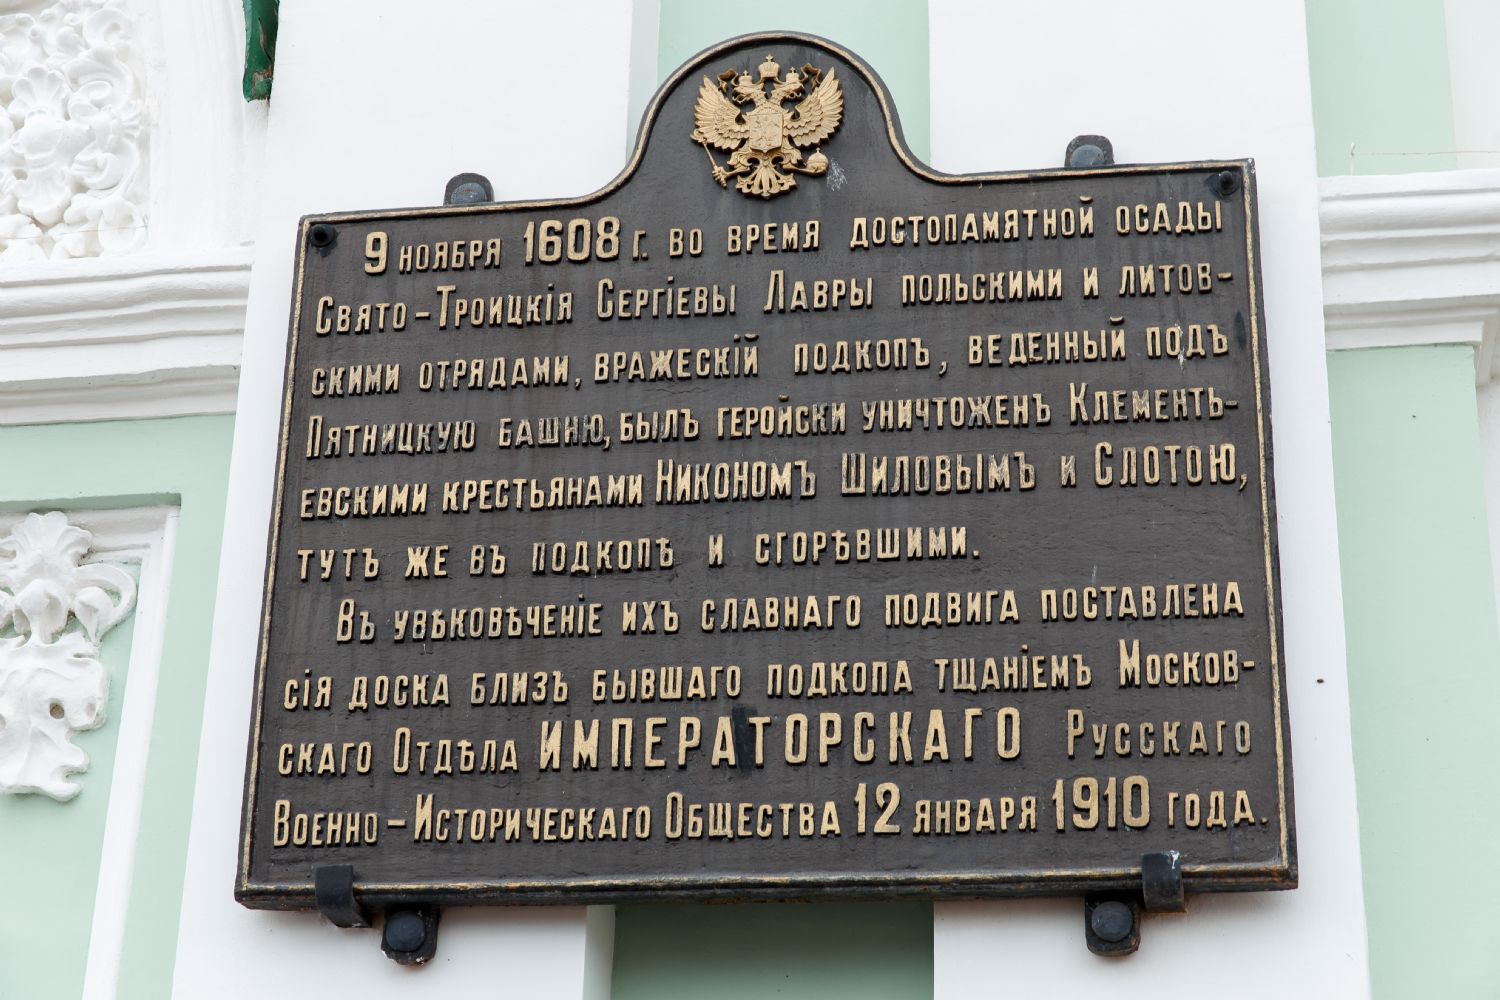 9 ноября 1608 г. во время достопамятной осады
Свято-Троицкія Сергіевы Лавры польскими и литов-
скими отрядами, вражескій подкопъ, веденный подъ
Пятницкую башню, былъ геройски уничтоженъ Клементь-
евскими крестьянами Никономъ Шиловымъ и Слотою,
тутъ же въ подкопѣ и сгорѣвшими.
Въ увѣковѣченіе ихъ славнаго подвига поставлена
сія доска близъ бывшаго подкопа тщаніемъ Москов-
скаго Отдѣла ИМПЕРАТОРСКАГО Русскаго
Военно-Историческаго Общества 12 января 1910 года.